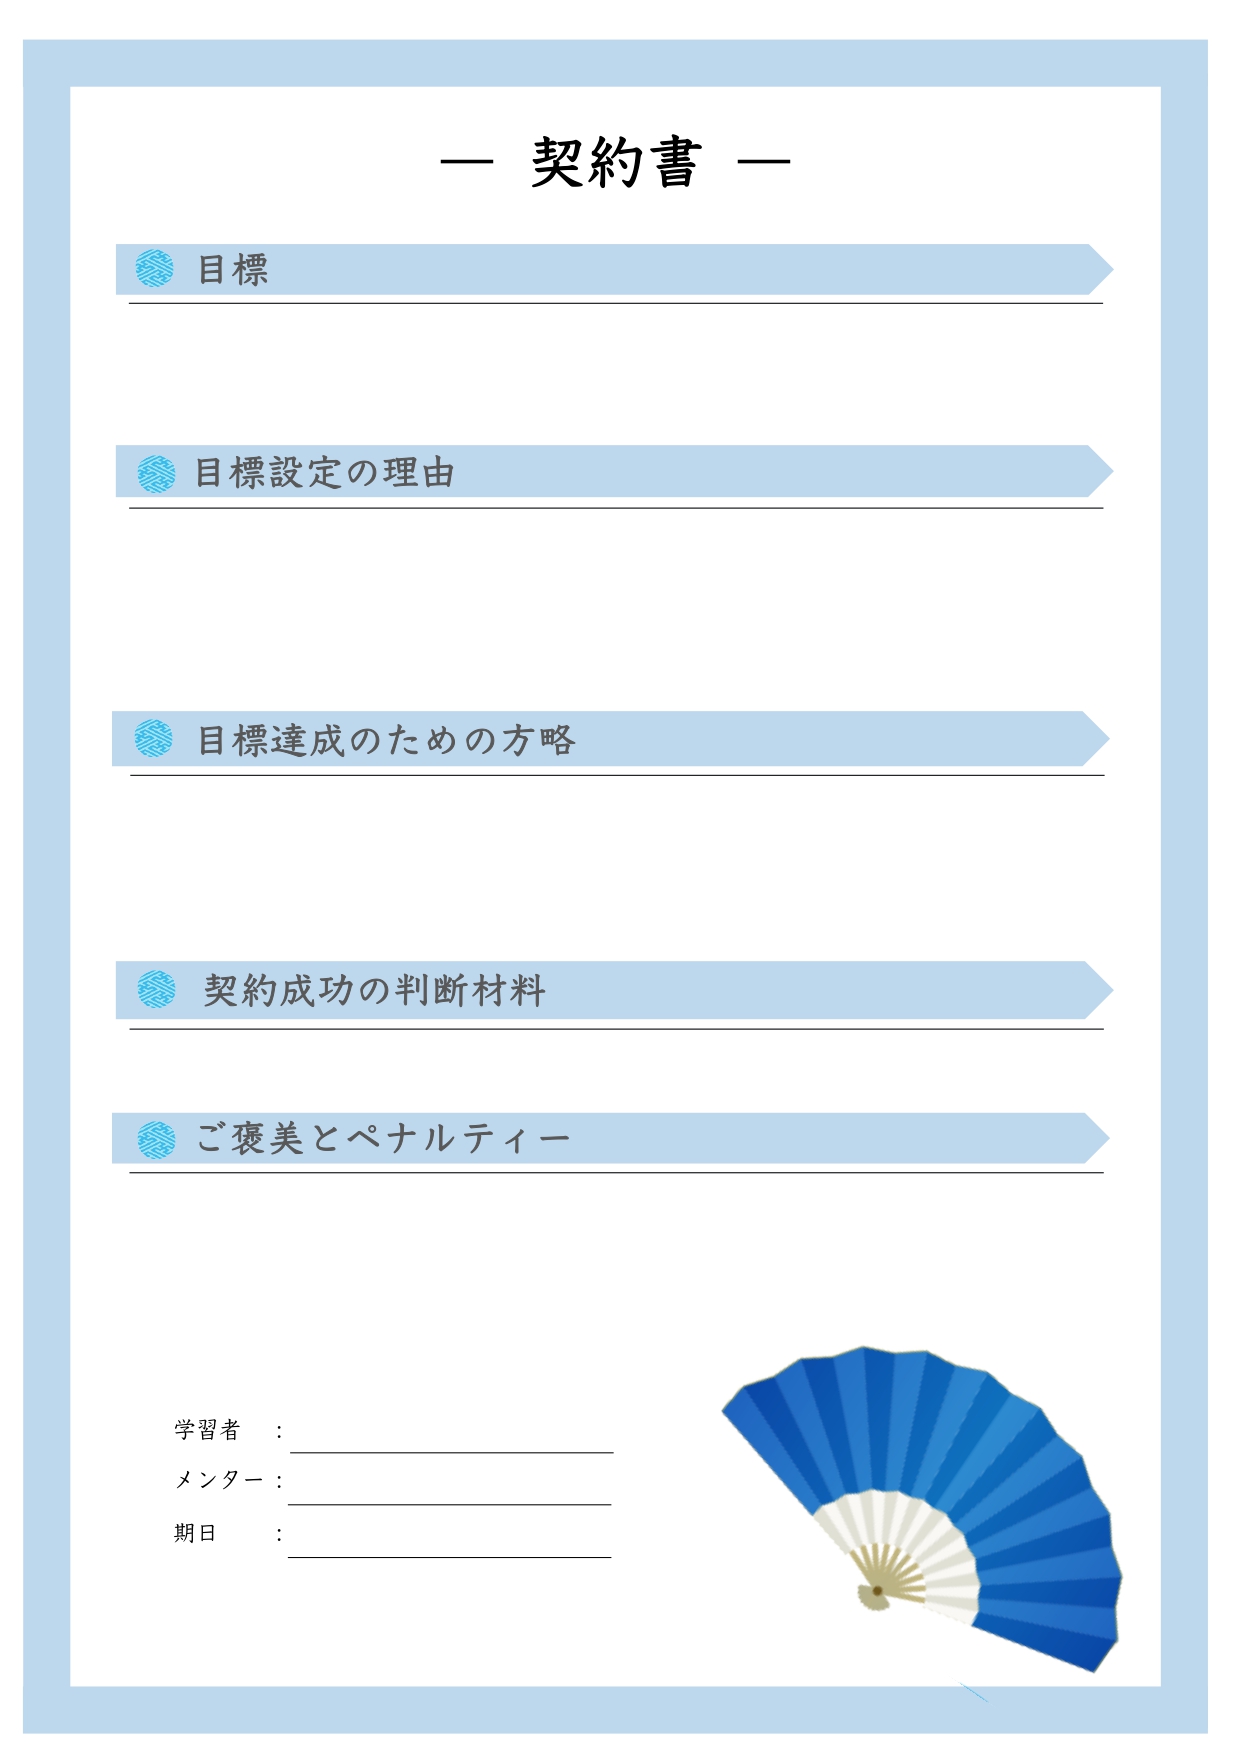 ― 契約書 ―
目標
目標設定の理由
目標達成のための方略
契約成功の判断材料
ご褒美とペナルティー
学習者　：
メンター：
期日　　：